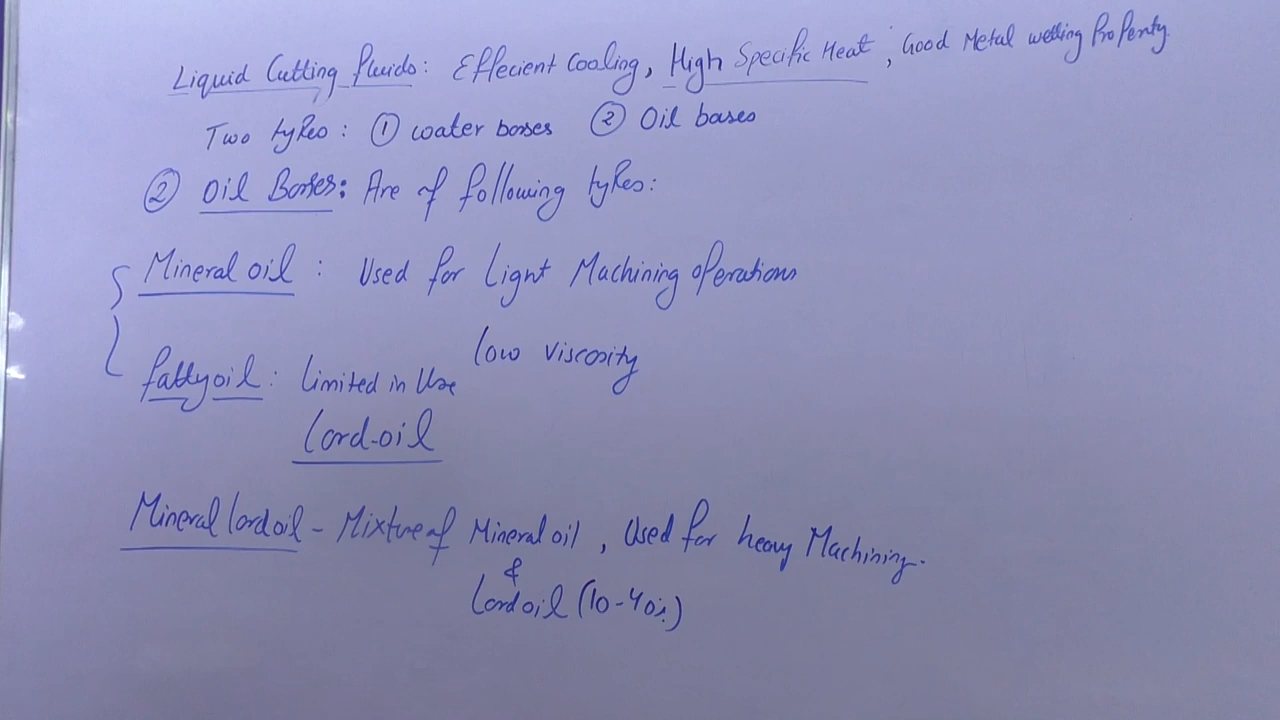 Liquid Cutting fluids: Effecient Cooling, High Specific Heat, Good Metal wetting Property.
Two types: ① water bases ② Oil bases
② Oil Bases: Are of following types:
Mineral oil : Used for Light Machining operations
low viscosity
fattyoil: Limited in Use
Lard-oil
Mineral lard oil - Mixture of Mineral oil, Used for heavy Machining.
&
Lard oil (10-40%)